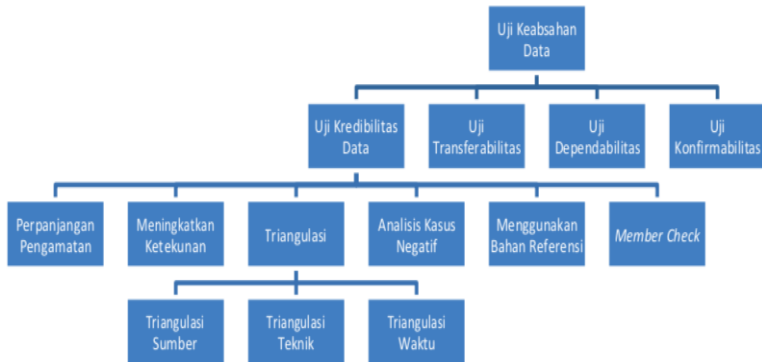 Uji Keabsahan
Data
Uji Kredibilitas
Data
Uji
Transferabilitas
Uji
Dependabilitas
Uji
Konfirmabilitas
Perpanjangan
Pengamatan
Meningkatkan
Ketekunan
Triangulasi
Analisis Kasus
Negatif
Menggunakan
Bahan Referensi
Member Check
Triangulasi
Sumber
Triangulasi
Teknik
Triangulasi
Waktu